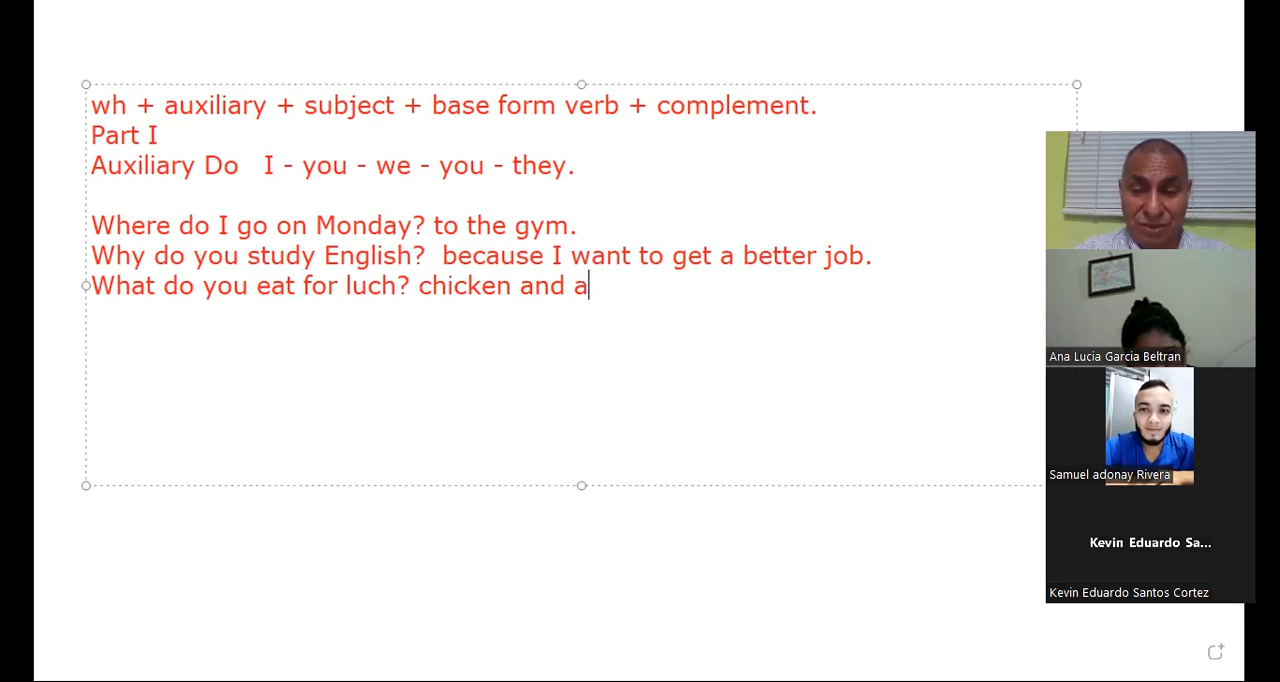 wh + auxiliary + subject + base form verb + complement.
Part I
Auxiliary Do   I - you - we - you - they.
Where do I go on Monday? to the gym.
Why do you study English?  because I want to get a better job.
What do you eat for luch? chicken and a
Ana Lucia Garcia Beltran
Samuel adonay Rivera
Kevin Eduardo Sa...
Kevin Eduardo Santos Cortez